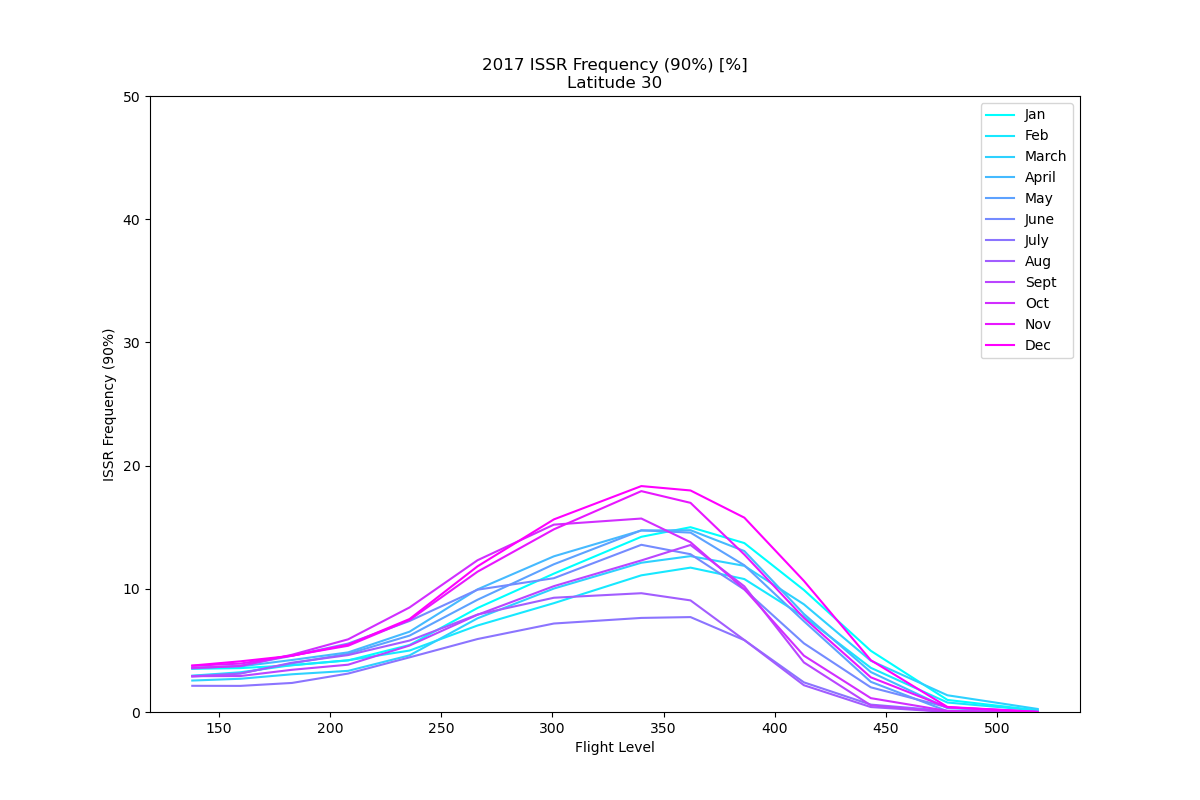 2017 ISSR Frequency (90%) [%]
Latitude 30
50
40
30
20
10
0
ISSR Frequency (90%)
150 200 250 300 350 400 450 500
Flight Level
Jan
Feb
March
April
May
June
July
Aug
Sept
Oct
Nov
Dec